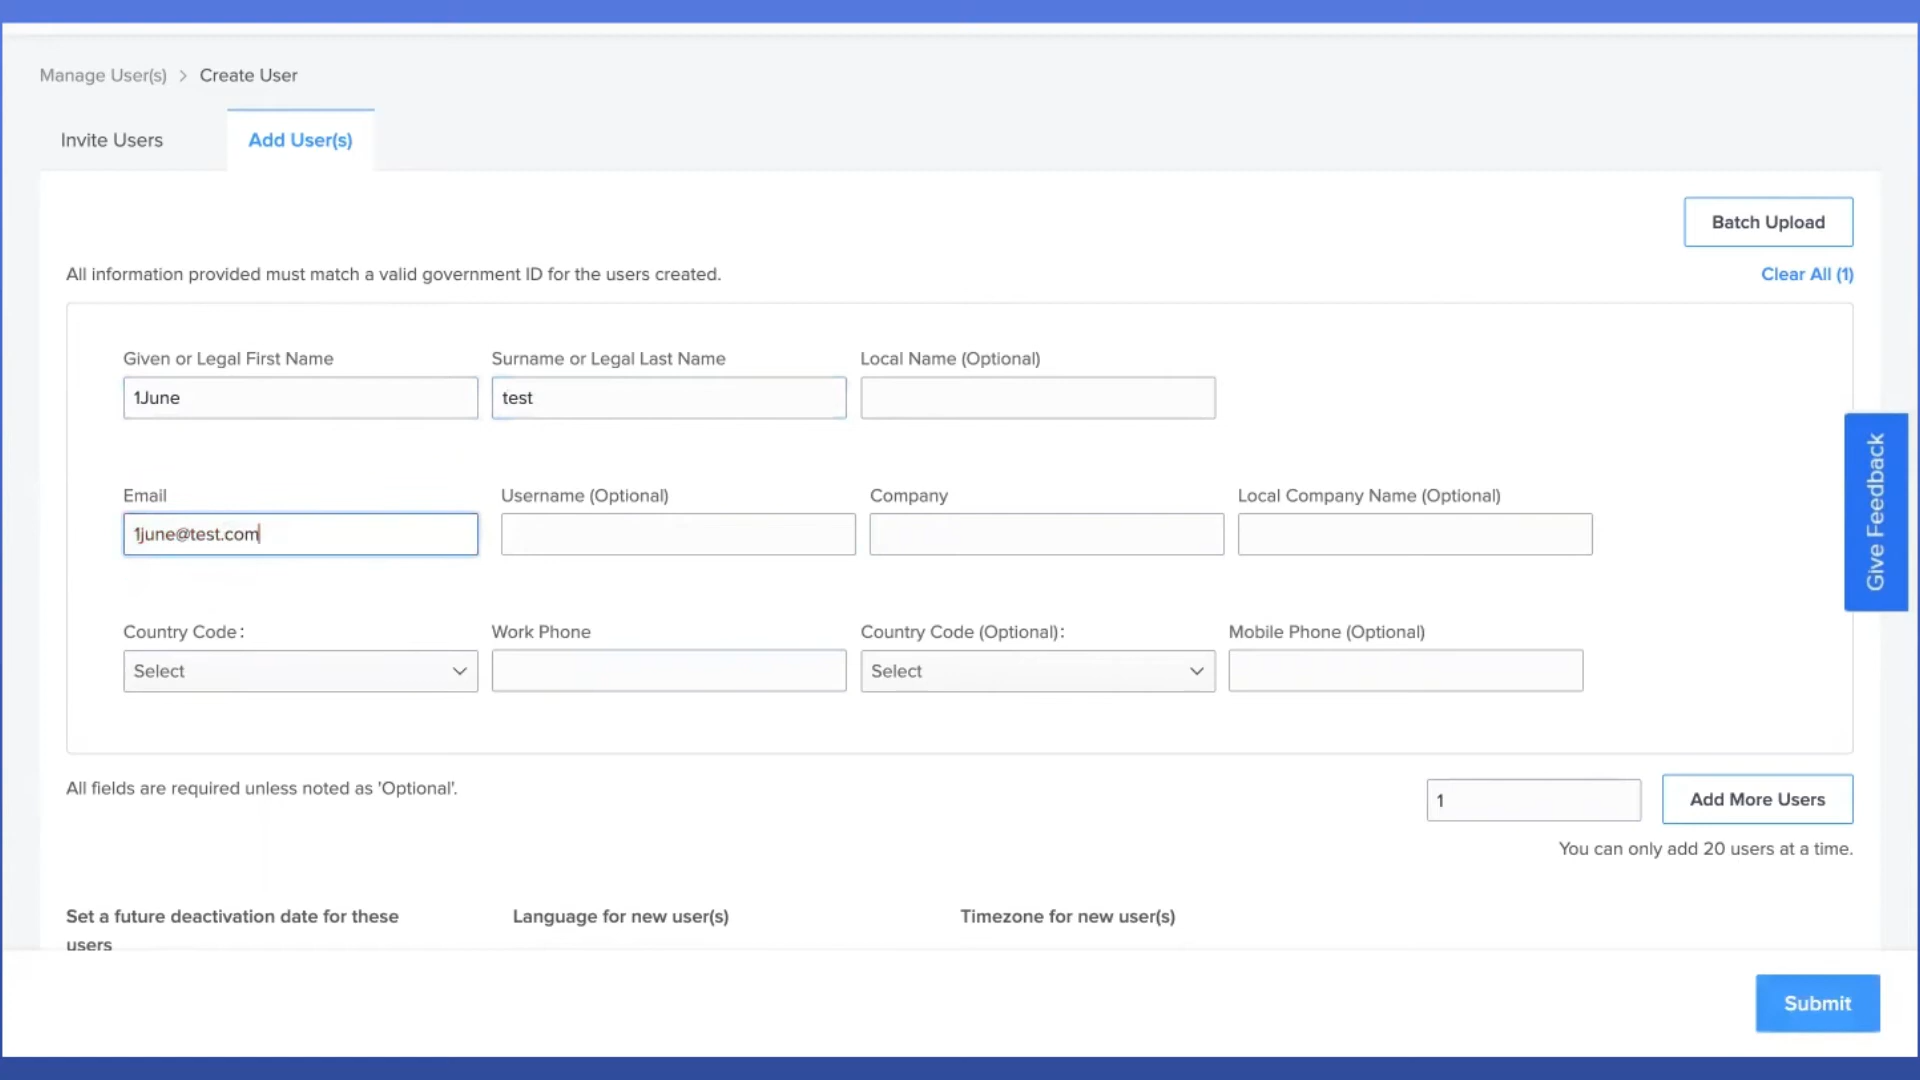 Manage User(s) > Create User
Invite Users
Add User(s)
Batch Upload
All information provided must match a valid government ID for the users created.
Clear All (1)
Given or Legal First Name
Surname or Legal Last Name
Local Name (Optional)
1June
test
Email
Username (Optional)
Company
Local Company Name (Optional)
1june@test.com
Give Feedback
Country Code:
Work Phone
Country Code (Optional):
Mobile Phone (Optional)
Select
Select
All fields are required unless noted as 'Optional'.
1
Add More Users
You can only add 20 users at a time.
Set a future deactivation date for these
users
Language for new user(s)
Timezone for new user(s)
Submit